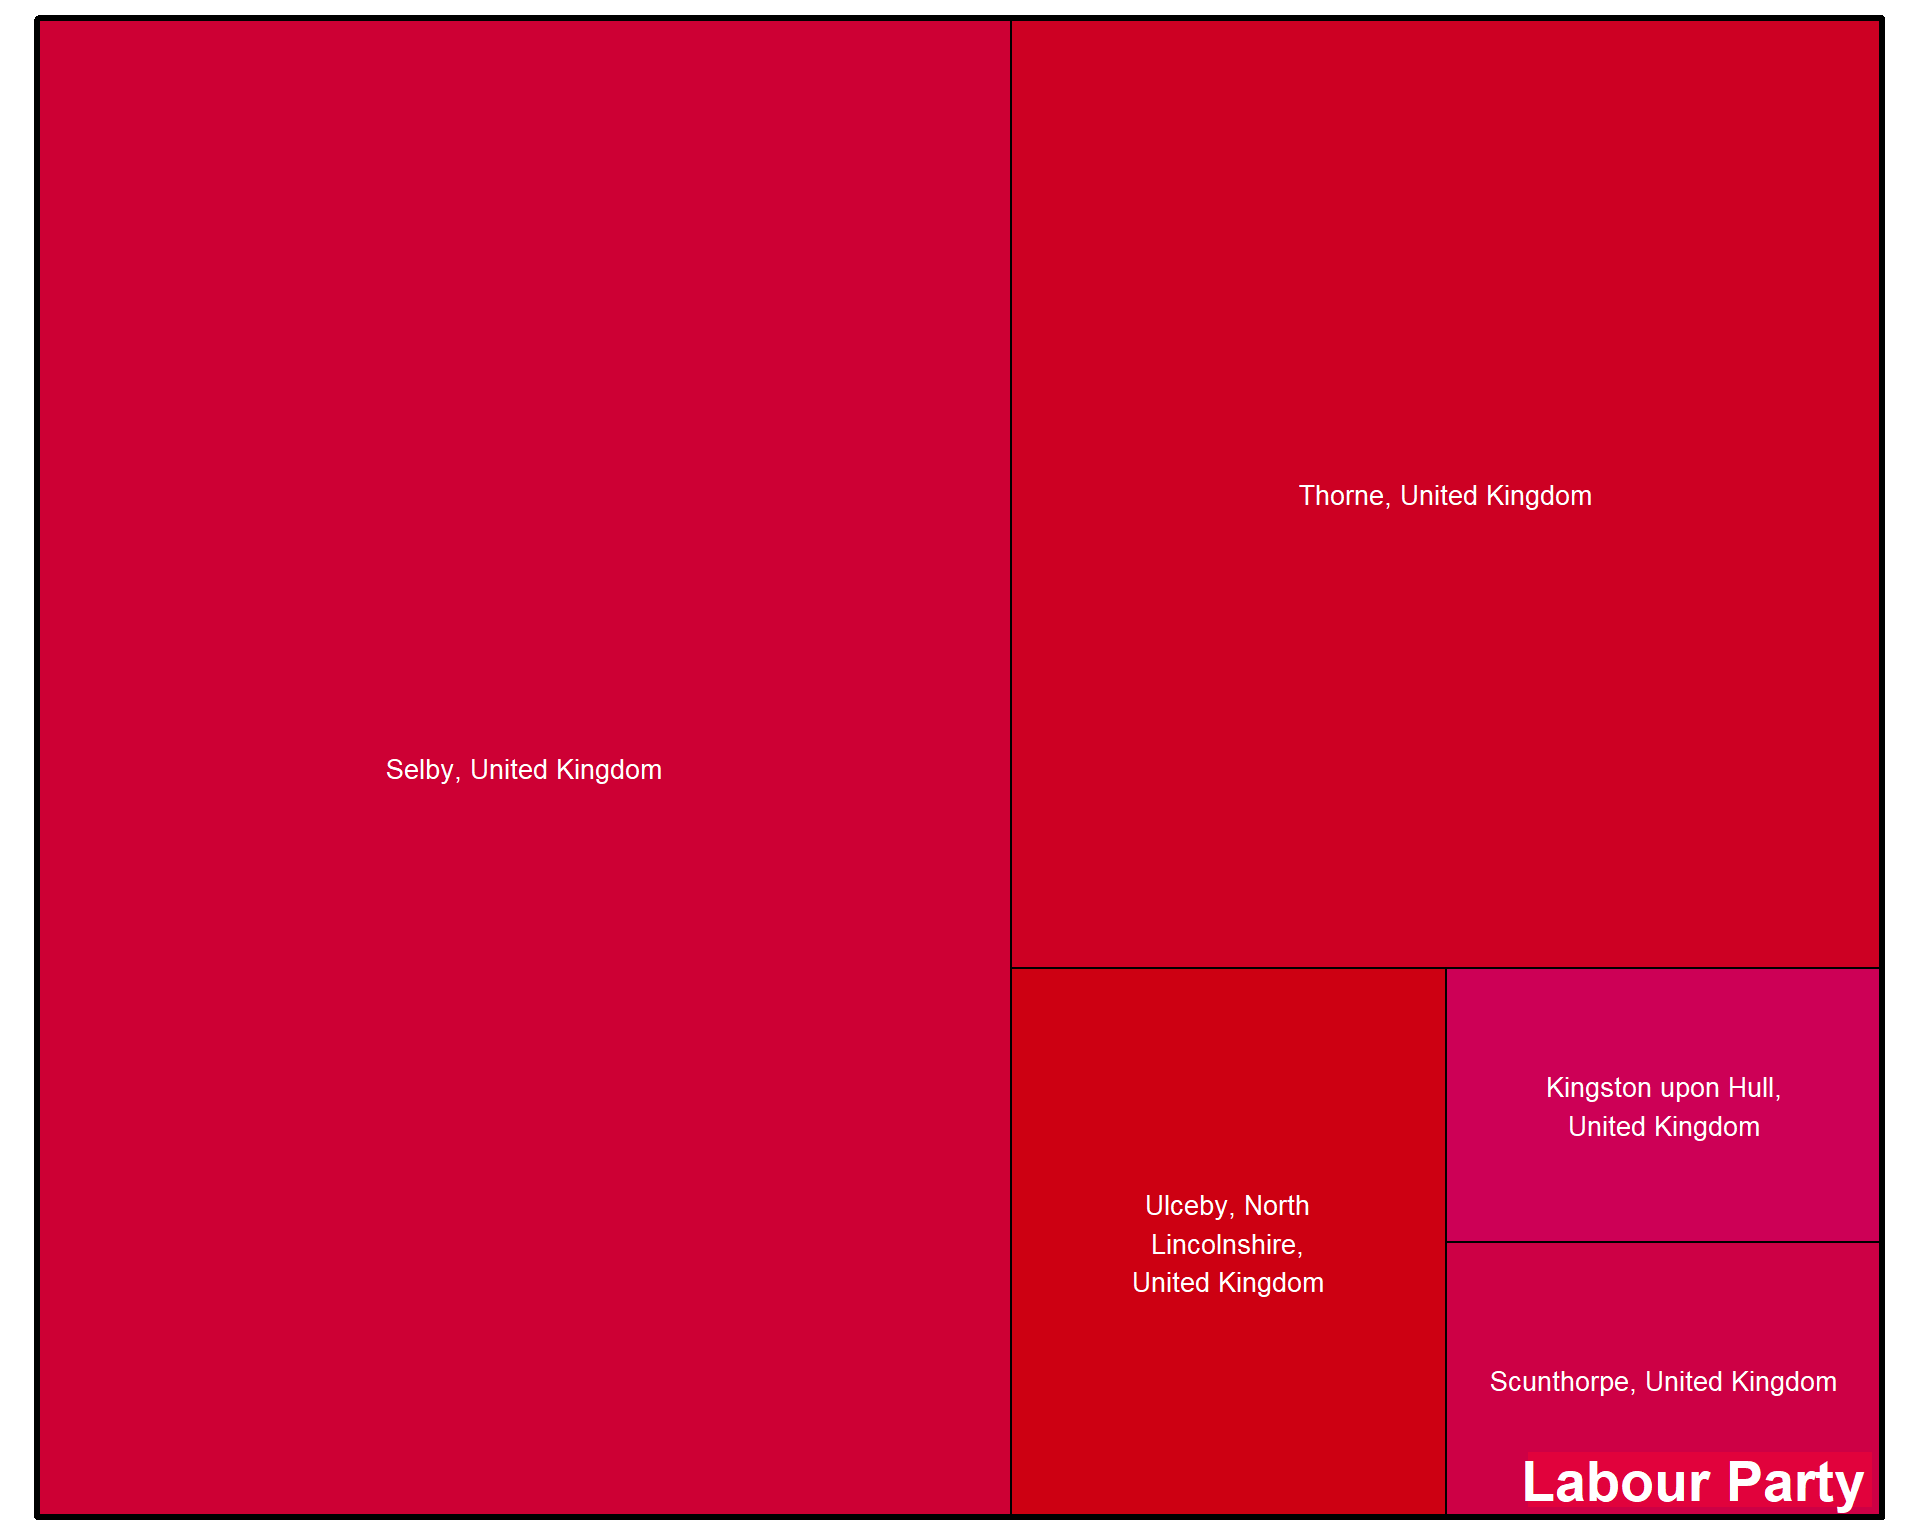 Selby, United Kingdom
Thorne, United Kingdom
Ulceby, North
Lincolnshire,
United Kingdom
Kingston upon Hull,
United Kingdom
Scunthorpe, United Kingdom
Labour Party